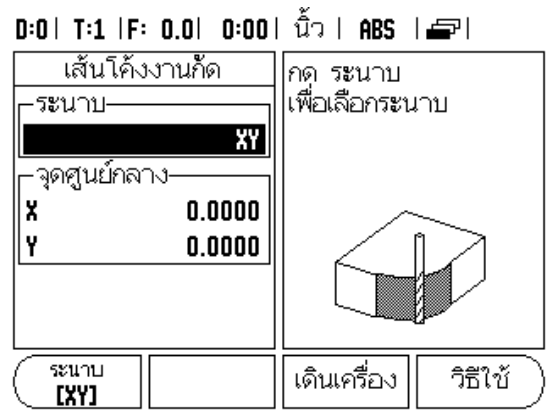 D:0| T:1 |F: 0.0| 0:00| นิ้ว | ABS |
เส้นโค้งงานกัด
ระนาบ
XY
จุดศูนย์กลาง
X 0.0000
Y 0.0000
กด ระนาบ
เพื่อเลือกระนาบ
ระนาบ
[XY]
เดินเครื่อง
วิธีใช้